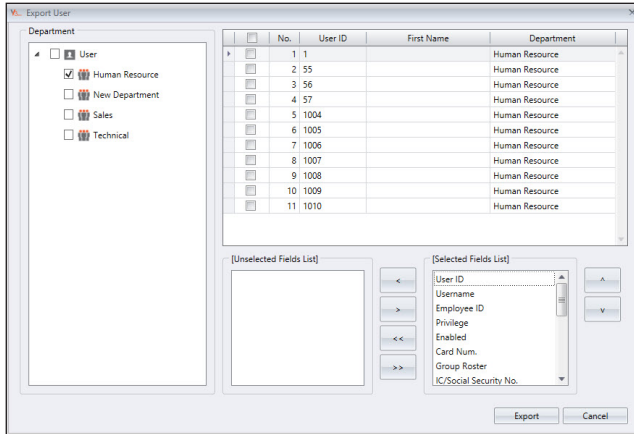 Export User
Department
User
Human Resource
New Department
Sales
Technical
No. User ID First Name Department
1 1 Human Resource
2 55 Human Resource
3 56 Human Resource
4 57 Human Resource
5 1004 Human Resource
6 1005 Human Resource
7 1006 Human Resource
8 1007 Human Resource
9 1008 Human Resource
10 1009 Human Resource
11 1010 Human Resource
[Unselected Fields List]
<
>
<<
>>
[Selected Fields List]
User ID
Username
Employee ID
Privilege
Enabled
Card Num.
Group Roster
IC/Social Security No.
^
v
Export Cancel